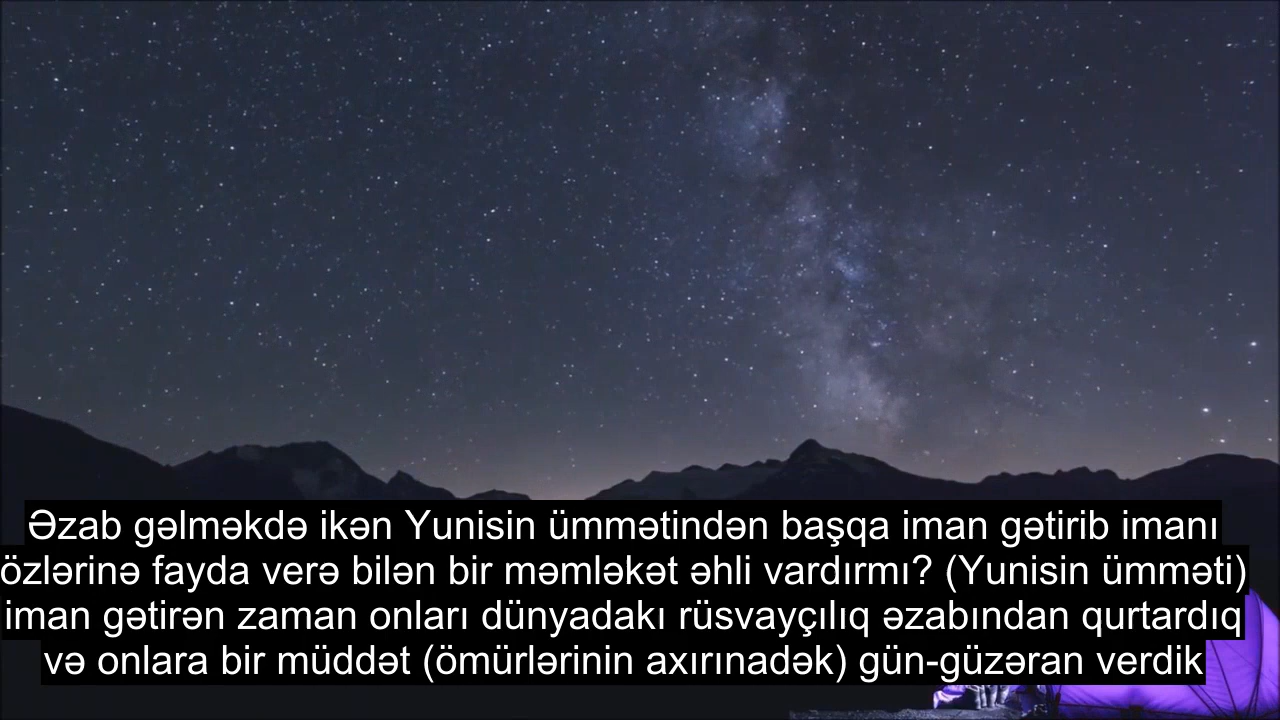 Əzab gəlməkdə ikən Yunisin ümmətindən başqa iman gətirib imanı
özlərinə fayda verə bilən bir məmləkət əhli vardırmı? (Yunisin ümməti)
iman gətirən zaman onları dünyadakı rüsvayçılıq əzabından qurtardıq
və onlara bir müddət (ömürlərinin axırınadək) gün-güzəran verdik